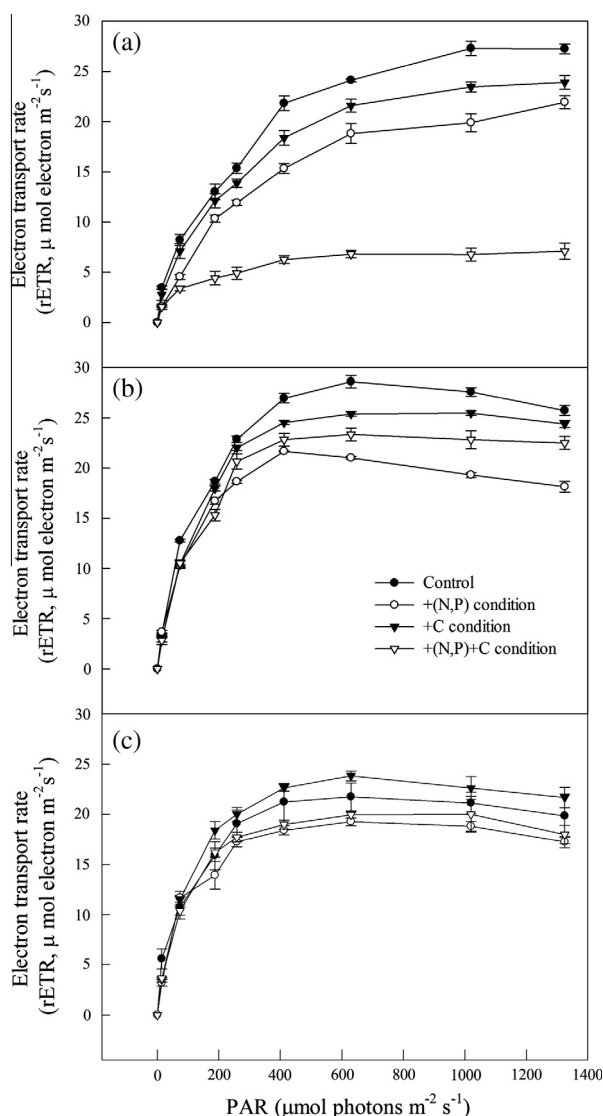 (a)
30
25
20
15
10
5
0
Electron transport rate
(rETR, μ mol electron m⁻² s⁻¹)
(b)
30
25
20
15
10
5
0
Electron transport rate
(rETR, μ mol electron m⁻² s⁻¹)
Control
+(N,P) condition
+C condition
+(N,P)+C condition
(c)
30
25
20
15
10
5
0
Electron transport rate
(rETR, μ mol electron m⁻² s⁻¹)
0 200 400 600 800 1000 1200 1400
PAR (μmol photons m⁻² s⁻¹)